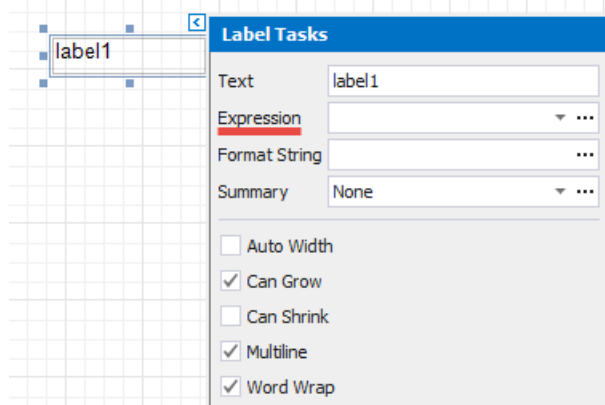 label1
Label Tasks
Text label1
Expression
Format String
Summary None
Auto Width
Can Grow
Can Shrink
Multiline
Word Wrap